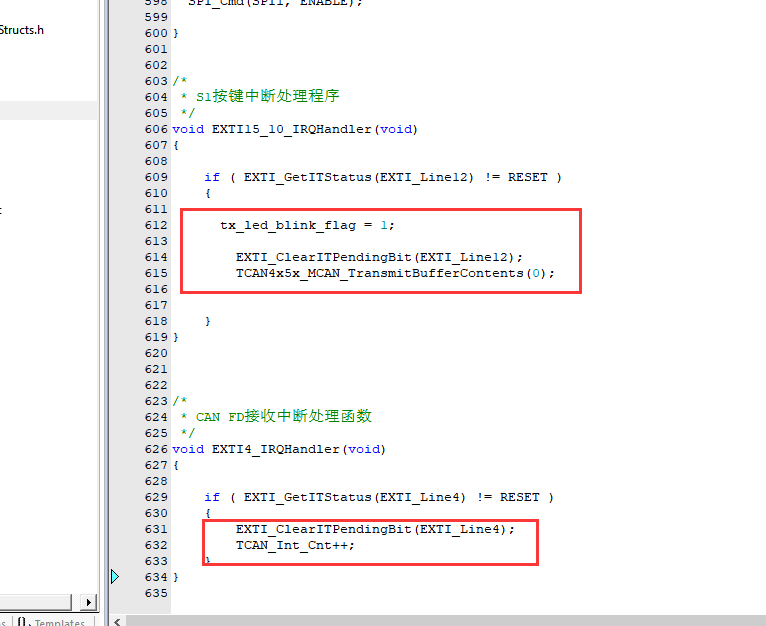 598 SPI_Cmd(SPI1, ENABLE);
599
Structs.h
600 }
601
602
603 /*
604 * S1按键中断处理程序
605 */
606 void EXTI15_10_IRQHandler(void)
607 {
608
609 if ( EXTI_GetITStatus(EXTI_Line12) != RESET )
610 {
611
612 tx_led_blink_flag = 1;
613
614 EXTI_ClearITPendingBit(EXTI_Line12);
615 TCAN4x5x_MCAN_TransmitBufferContents(0);
616
617
618 }
619 }
620
621
622
623 /*
624 * CAN FD接收中断处理函数
625 */
626 void EXTI4_IRQHandler(void)
627 {
628
629 if ( EXTI_GetITStatus(EXTI_Line4) != RESET )
630 {
631 EXTI_ClearITPendingBit(EXTI_Line4);
632 TCAN_Int_Cnt++;
633 }
634 }
635
Templates